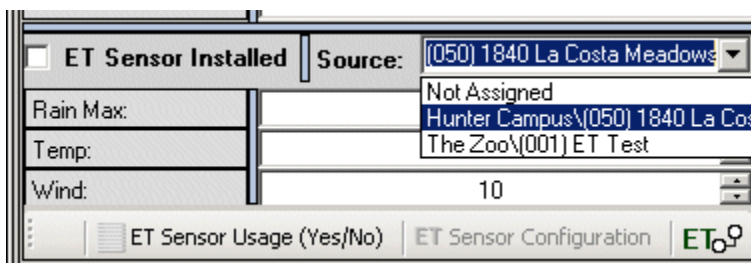 ET Sensor Installed Source: (050) 1840 La Costa Meadows
Not Assigned
Rain Max:
Hunter Campus\(050) 1840 La Cos
Temp:
The Zoo\(001) ET Test
Wind: 10
ET Sensor Usage (Yes/No) ET Sensor Configuration ET